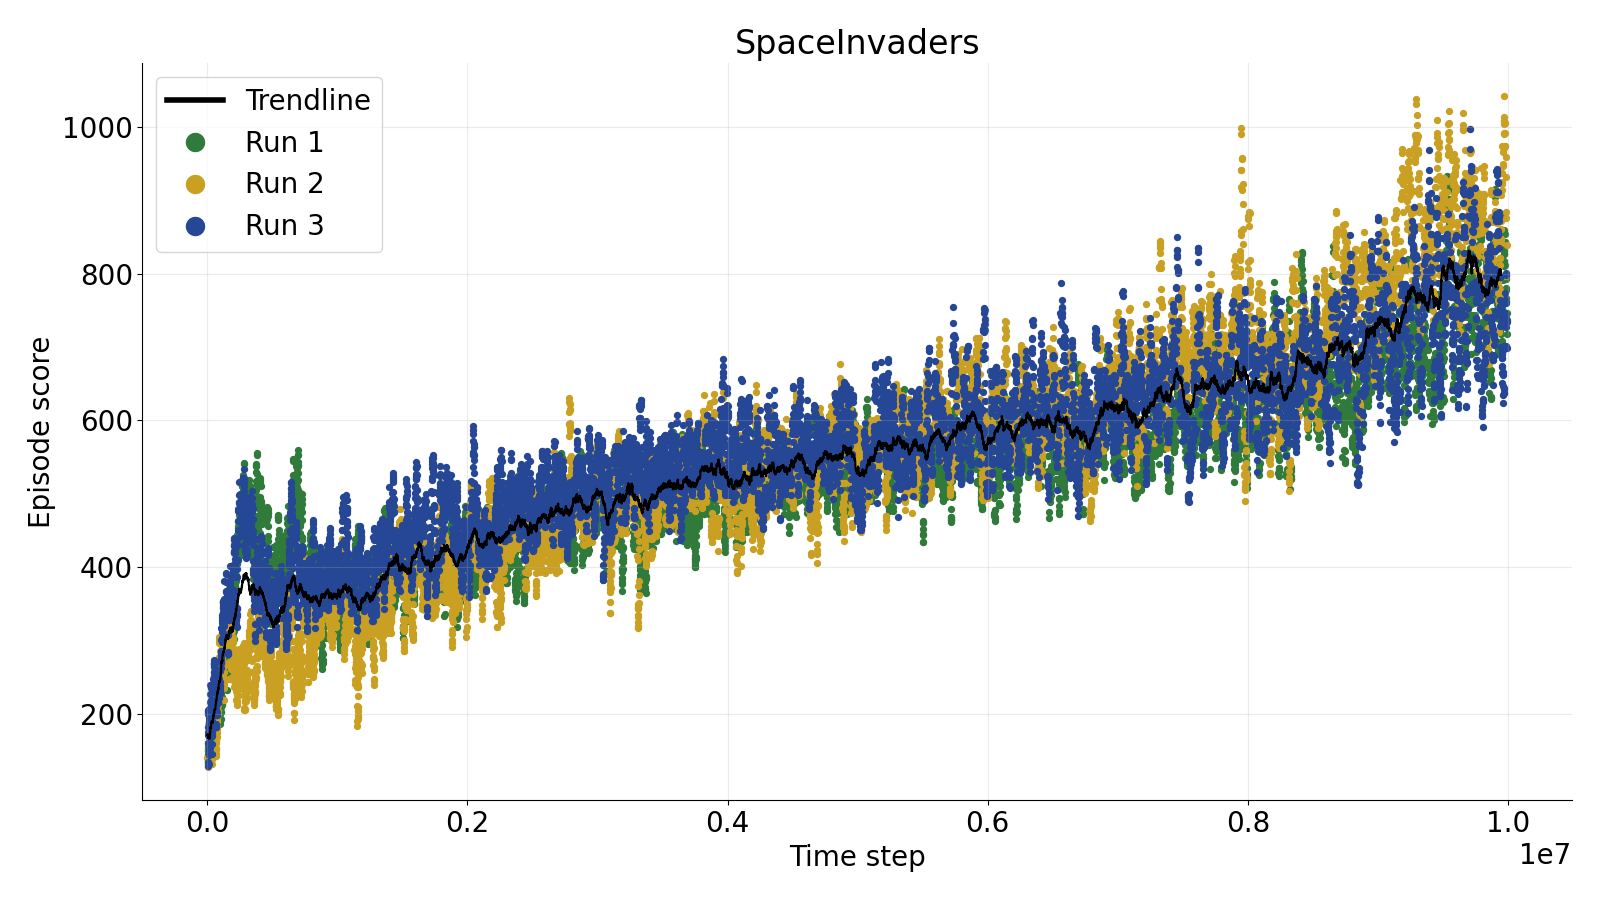 SpaceInvaders
Trendline
Run 1
Run 2
Run 3
Episode score
1000
800
600
400
200
0.0 0.2 0.4 0.6 0.8 1.0
1e7
Time step